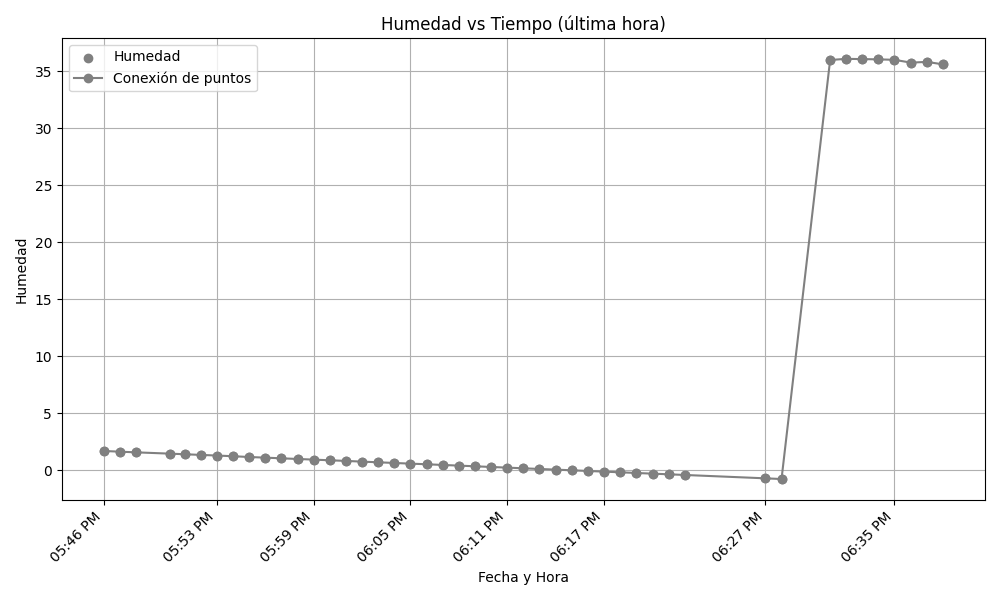 Humedad vs Tiempo (última hora)
Humedad
Conexión de puntos
35
30
25
20
15
10
5
0
Humedad
05:46 PM
05:53 PM
05:59 PM
06:05 PM
06:11 PM
06:17 PM
06:27 PM
06:35 PM
Fecha y Hora